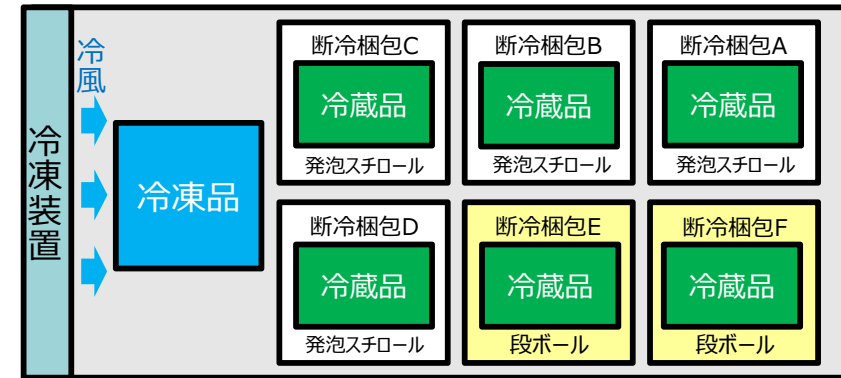 冷凍装置
冷風
冷凍品
断冷梱包C
冷蔵品
発泡スチロール
断冷梱包B
冷蔵品
発泡スチロール
断冷梱包A
冷蔵品
発泡スチロール
断冷梱包D
冷蔵品
発泡スチロール
断冷梱包E
冷蔵品
段ボール
断冷梱包F
冷蔵品
段ボール